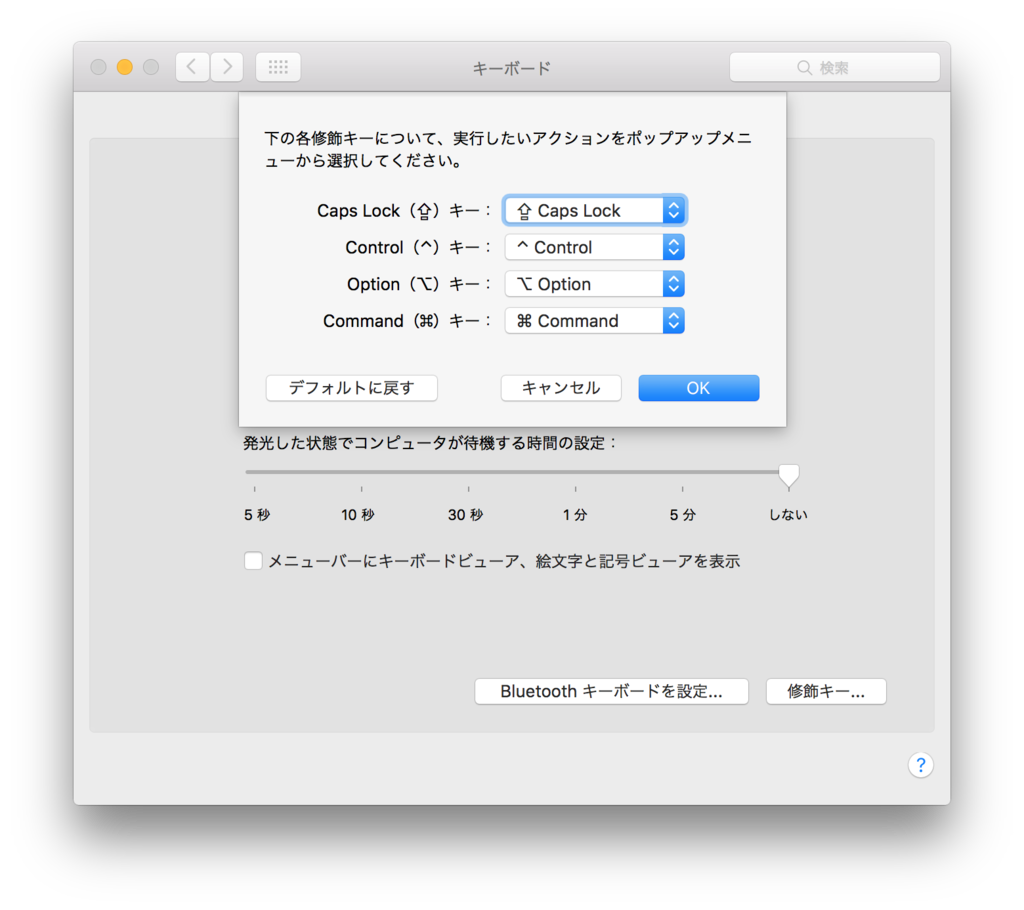 キーボード
検索
下の各修飾キーについて、実行したいアクションをポップアップメニ
ューから選択してください。
Caps Lock（⇪）キー： ⇪ Caps Lock
Control（^）キー： ^ Control
Option（⌥）キー： ⌥ Option
Command（⌘）キー： ⌘ Command
デフォルトに戻す キャンセル OK
発光した状態でコンピュータが待機する時間の設定：
5 秒 10 秒 30 秒 1 分 5 分 しない
メニューバーにキーボードビューア、絵文字と記号ビューアを表示
Bluetooth キーボードを設定... 修飾キー...
?